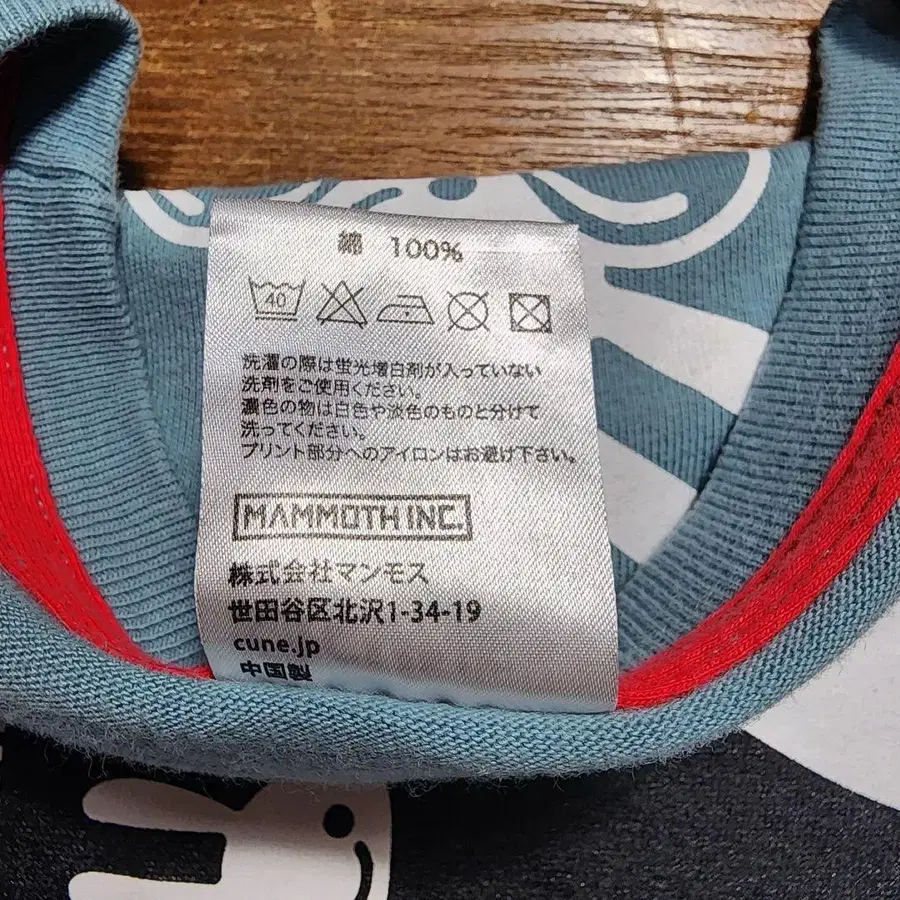 綿 100%
40
洗濯の際は蛍光増白剤が入っていない
洗剤をご使用ください。
濃色の物は白色や淡色のものと分けて
洗ってください。
プリント部分へのアイロンはお避け下さい。
MAMMOTH INC.
株式会社マンモス
世田谷区北沢1-34-19
cune.jp
中国製